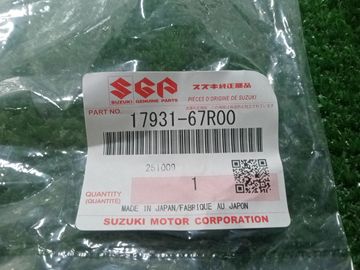 SGP
SUZUKI GENUINE PARTS
スズキ純正部品
PIÈCES D'ORIGINE DE SUZUKI
PART NO.
17931-67R00
251000
QUANTITY
(QUANTITÉ)
1
MADE IN JAPAN/FABRIQUE AU JAPON
SUZUKI MOTOR CORPORATION